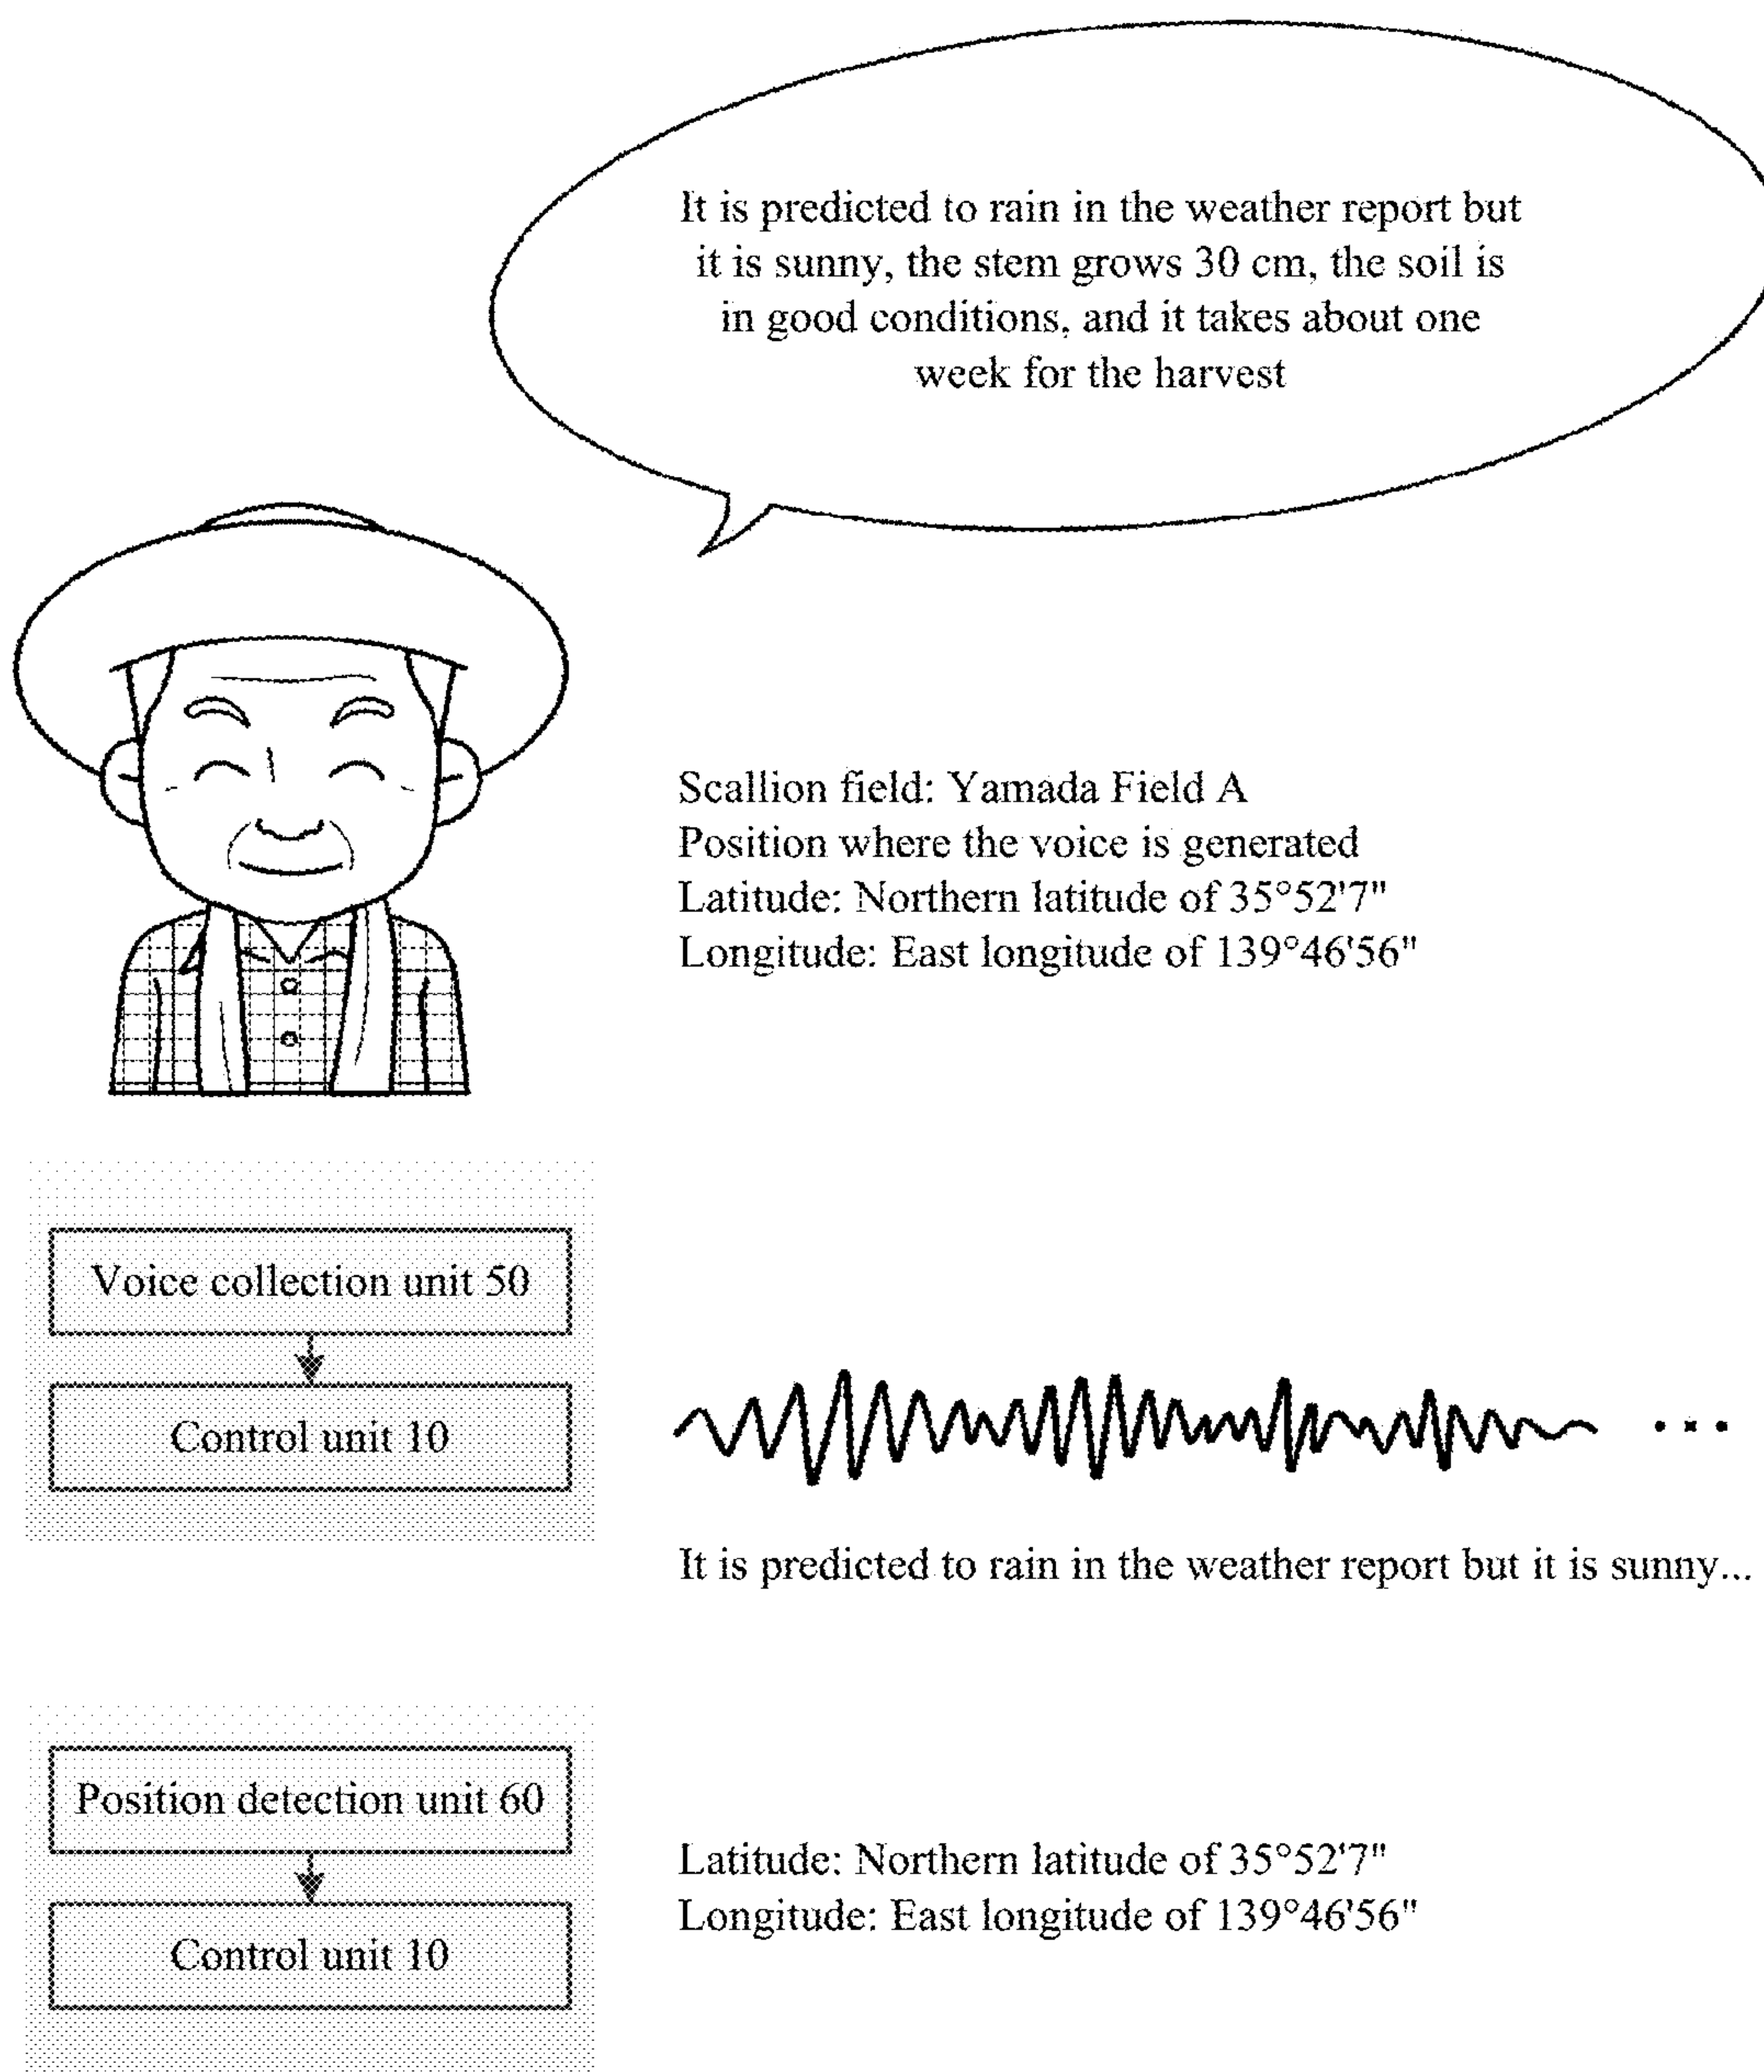 It is predicted to rain in the weather report but
it is sunny, the stem grows 30 cm, the soil is
in good conditions, and it takes about one
week for the harvest
Scallion field: Yamada Field A
Position where the voice is generated
Latitude: Northern latitude of 35°52'7"
Longitude: East longitude of 139°46'56"
Voice collection unit 50
Control unit 10
It is predicted to rain in the weather report but it is sunny...
Position detection unit 60
Control unit 10
Latitude: Northern latitude of 35°52'7"
Longitude: East longitude of 139°46'56"